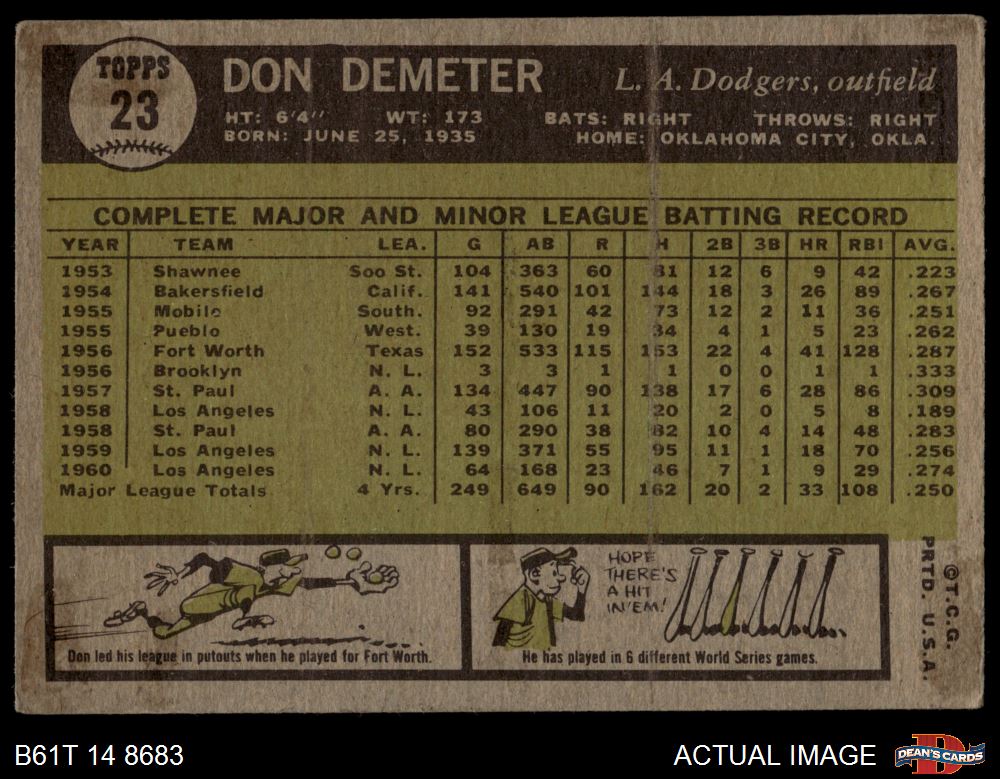 TOPPS
23
DON DEMETER
L. A. Dodgers, outfield
HT: 6'4" WT: 173 BATS: RIGHT THROWS: RIGHT
BORN: JUNE 25, 1935 HOME: OKLAHOMA CITY, OKLA.
COMPLETE MAJOR AND MINOR LEAGUE BATTING RECORD
YEAR TEAM LEA. G AB R H 2B 3B HR RBI AVG.
1953 Shawnee Soo St. 104 363 60 81 12 6 9 42 .223
1954 Bakersfield Calif. 141 540 101 144 18 3 26 89 .267
1955 Mobile South. 92 291 42 73 12 2 11 36 .251
1955 Pueblo West. 39 130 19 34 4 1 5 23 .262
1956 Fort Worth Texas 152 533 115 153 22 4 41 128 .287
1956 Brooklyn N. L. 3 3 1 1 0 0 1 1 .333
1957 St. Paul A. A. 134 447 90 138 17 6 28 86 .309
1958 Los Angeles N. L. 43 106 11 20 2 0 5 8 .189
1958 St. Paul A. A. 80 290 38 82 10 4 14 48 .283
1959 Los Angeles N. L. 139 371 55 95 11 1 18 70 .256
1960 Los Angeles N. L. 64 168 23 46 7 1 9 29 .274
Major League Totals 4 Yrs. 249 649 90 162 20 2 33 108 .250
Don led his league in putouts when he played for Fort Worth.
HOPE
THERE'S
A HIT
IN 'EM!
He has played in 6 different World Series games.
©T.C.G.
PRTD. U.S.A.
B61T 14 8683
ACTUAL IMAGE
DEAN'S CARDS